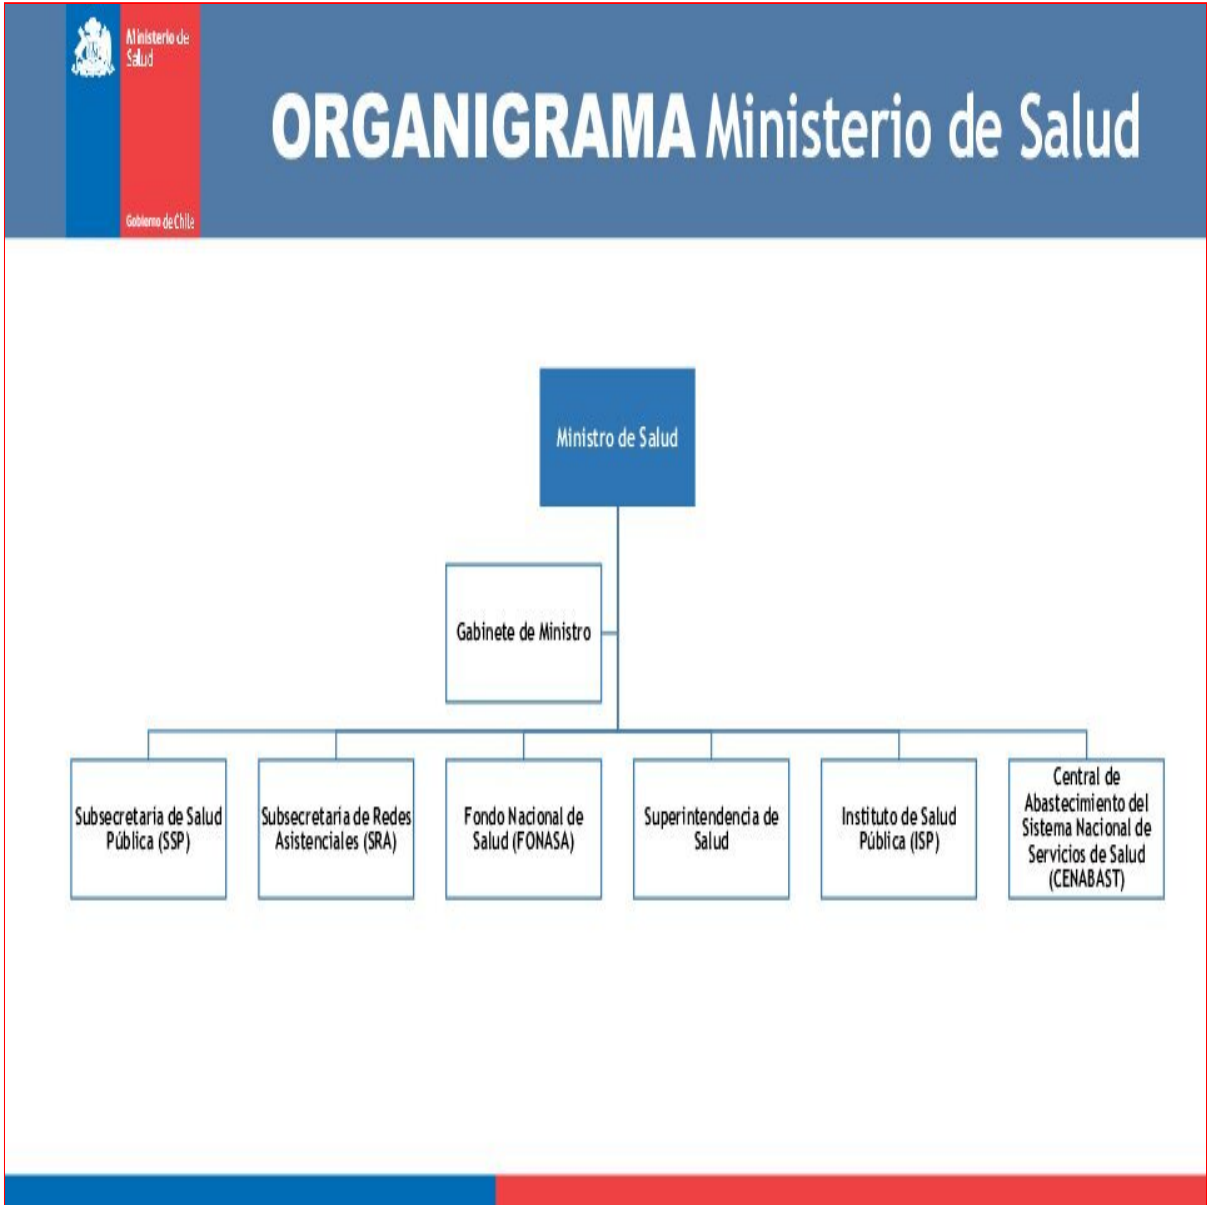 Ministerio de
Salud
Gobierno de Chile
ORGANIGRAMA Ministerio de Salud
Ministro de Salud
Gabinete de Ministro
Subsecretaria de Salud
Pública (SSP)
Subsecretaria de Redes
Asistenciales (SRA)
Fondo Nacional de
Salud (FONASA)
Superintendencia de
Salud
Instituto de Salud
Pública (ISP)
Central de
Abastecimiento del
Sistema Nacional de
Servicios de Salud
(CENABAST)